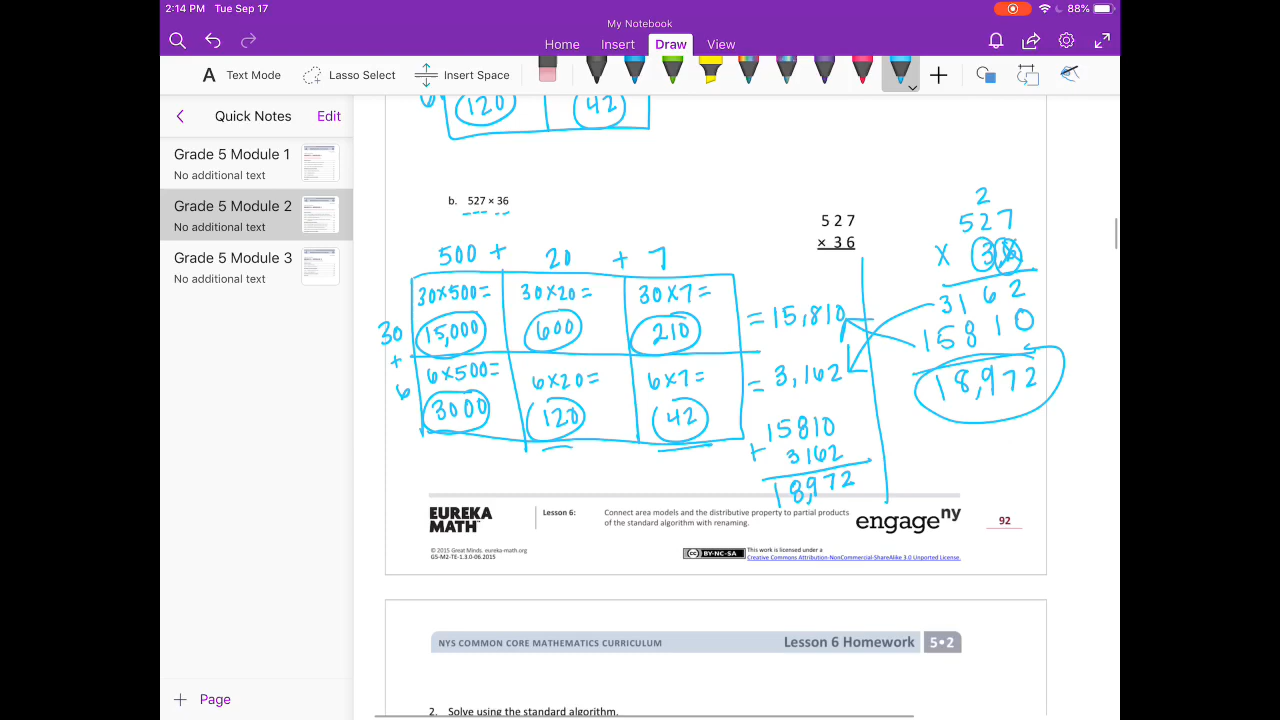 2:14 PM Tue Sep 17
88%
My Notebook
Home Insert Draw View
Text Mode Lasso Select Insert Space
Quick Notes Edit
Grade 5 Module 1
No additional text
Grade 5 Module 2
No additional text
Grade 5 Module 3
No additional text
Page
6 120 42
b. 527 × 36
500 + 20 + 7
30 + 6
30×500= 30×20= 30×7=
15,000 600 210 = 15,810
6×500= 6×20= 6×7=
3000 120 42 = 3,162
15810
+ 3162
18,972
527
× 36
2
527
× 36
3162
15810
18,972
EUREKA MATH™
Lesson 6: Connect area models and the distributive property to partial products
of the standard algorithm with renaming.
engage ny
92
© 2015 Great Minds. eureka-math.org
G5-M2-TE-1.3.0-06.2015
CC BY-NC-SA
This work is licensed under a
Creative Commons Attribution-NonCommercial-ShareAlike 3.0 Unported License.
NYS COMMON CORE MATHEMATICS CURRICULUM Lesson 6 Homework 5•2
2. Solve using the standard algorithm.